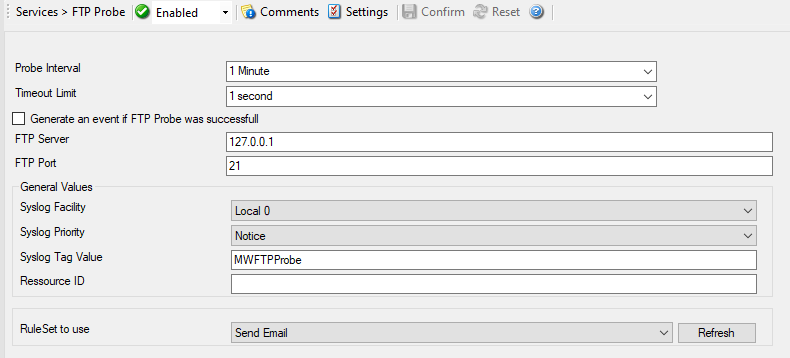 Services > FTP Probe Enabled Comments Settings Confirm Reset
Probe Interval 1 Minute
Timeout Limit 1 second
Generate an event if FTP Probe was successfull
FTP Server 127.0.0.1
FTP Port 21
General Values
Syslog Facility Local 0
Syslog Priority Notice
Syslog Tag Value MWFTPProbe
Ressource ID
RuleSet to use Send Email Refresh